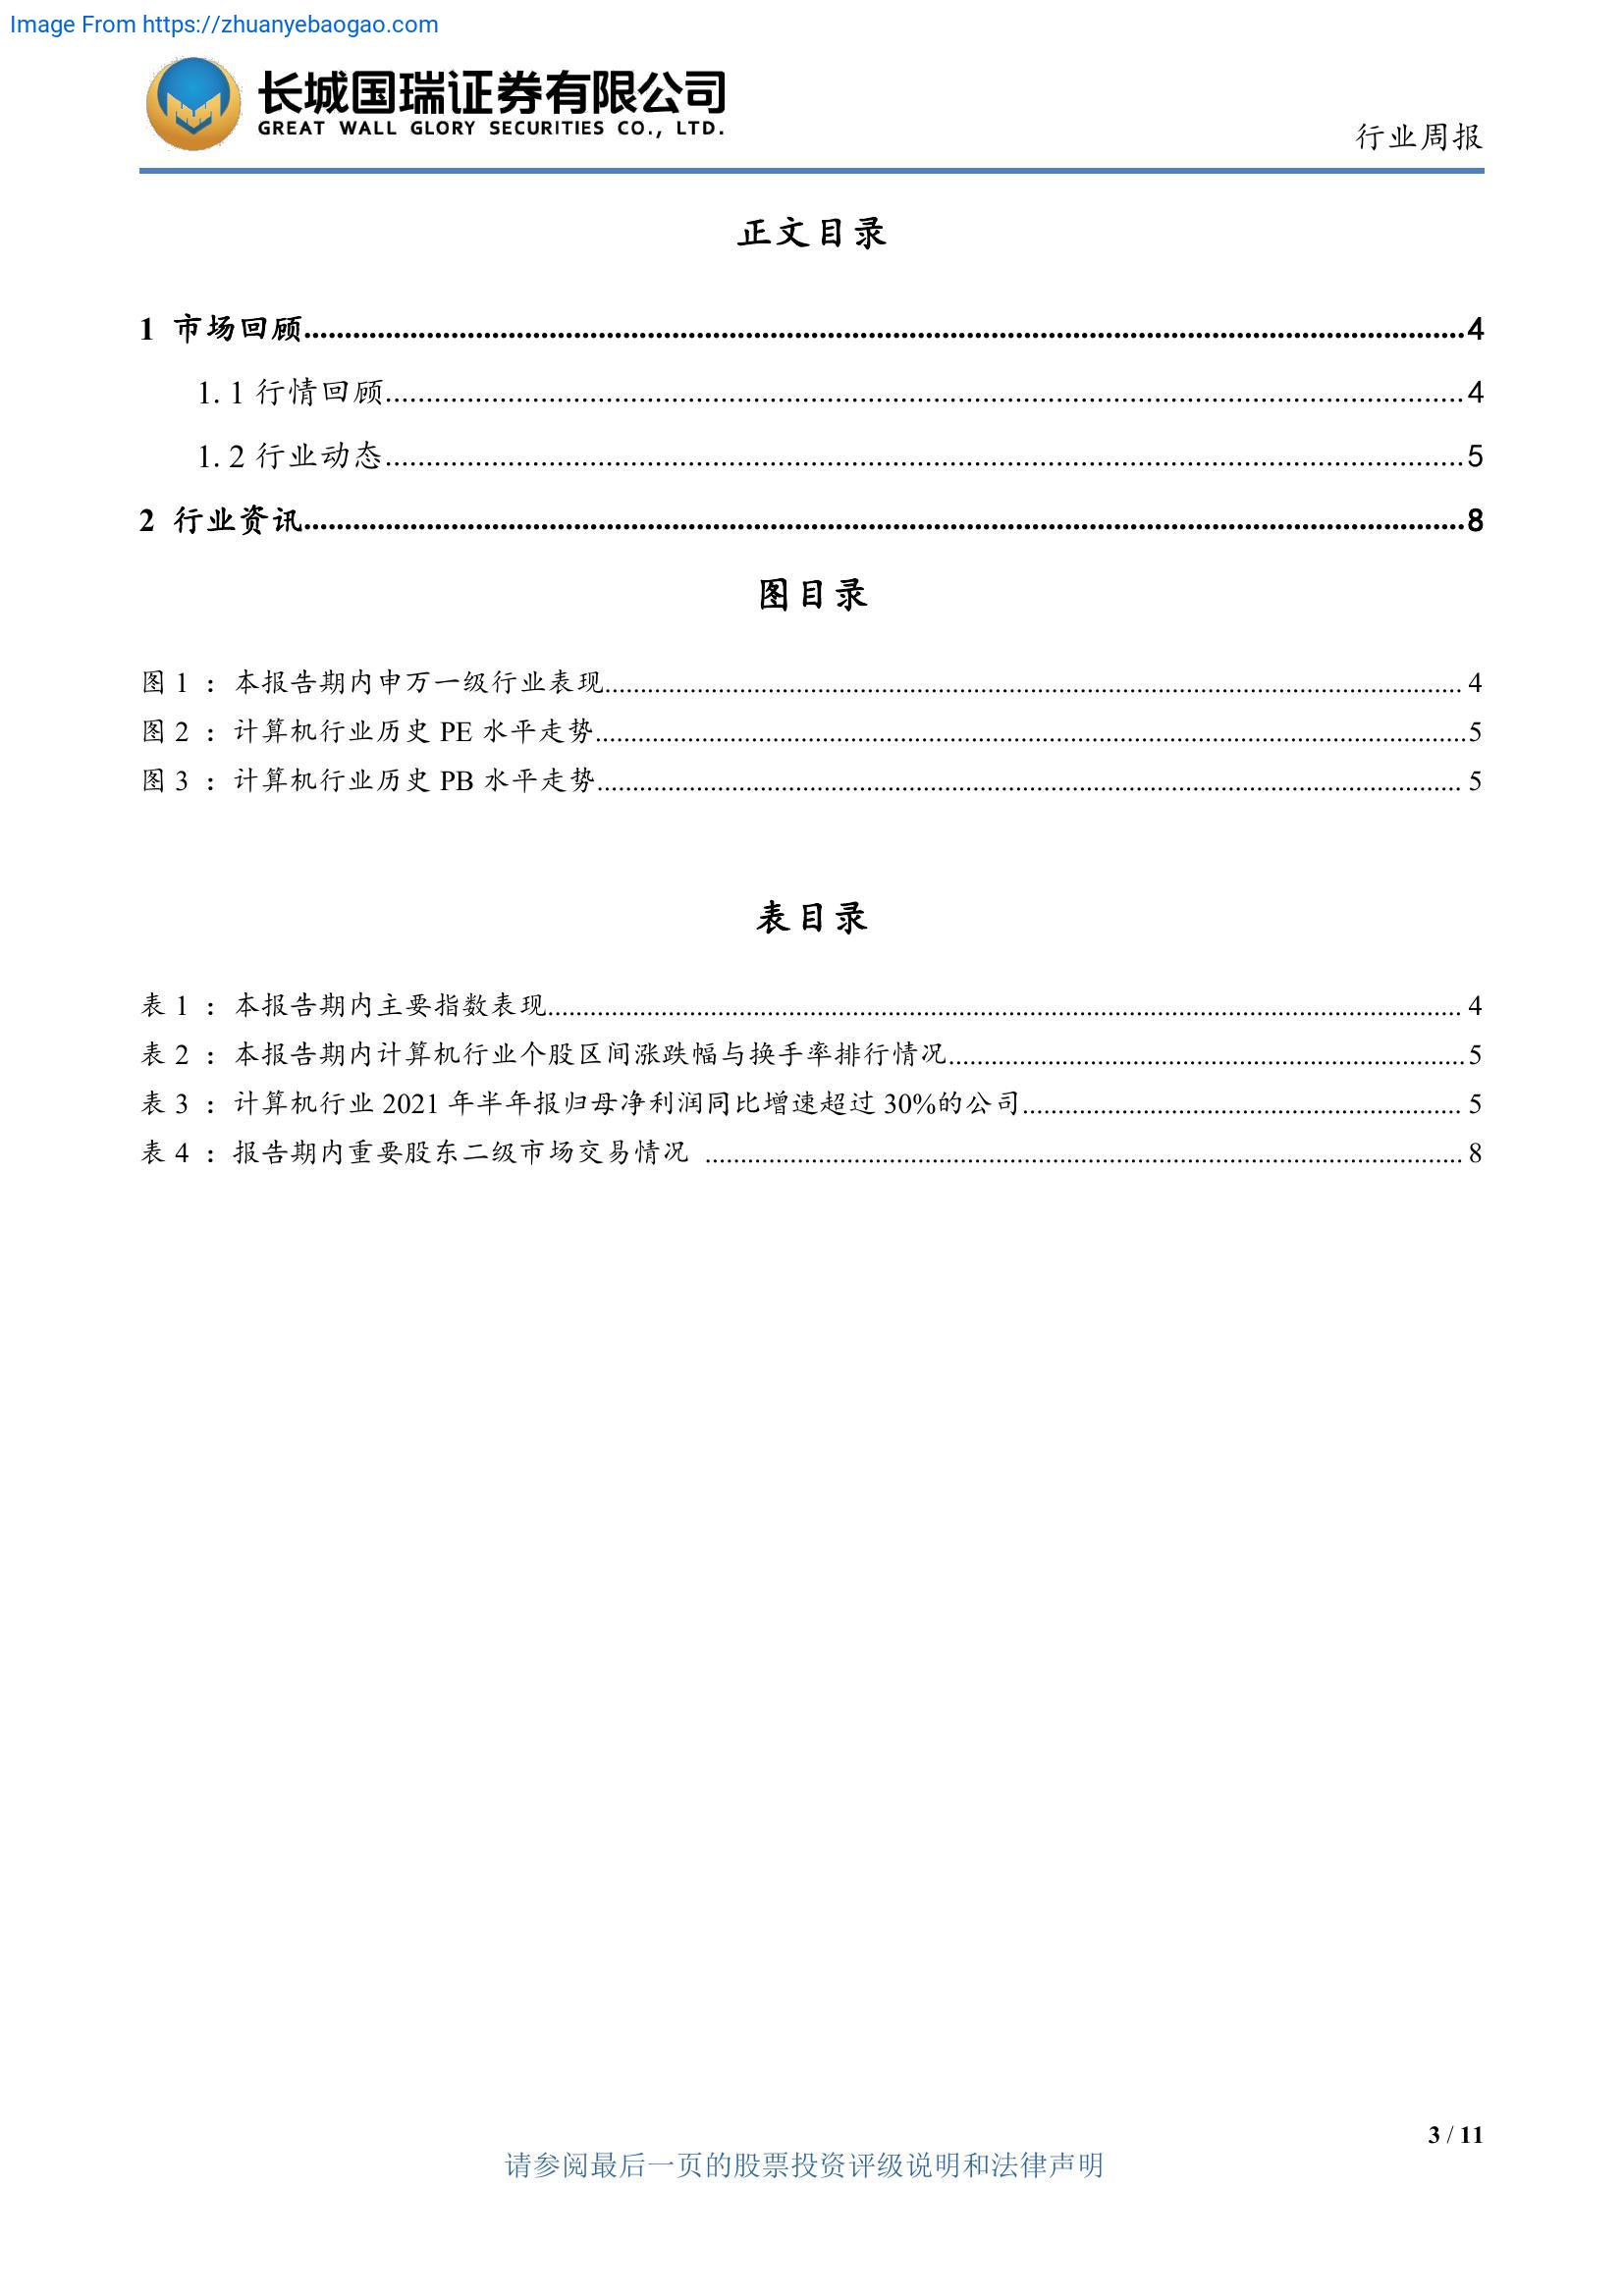 Image From https://zhuanyebaogao.com
长城国瑞证券有限公司
GREAT WALL GLORY SECURITIES CO., LTD.
行业周报
正文目录
1 市场回顾........................................4
1.1 行情回顾........................................4
1.2 行业动态........................................5
2 行业资讯........................................8
图目录
图 1 ：本报告期内申万一级行业表现........................................ 4
图 2 ：计算机行业历史 PE 水平走势........................................5
图 3 ：计算机行业历史 PB 水平走势........................................ 5
表目录
表 1 ：本报告期内主要指数表现........................................ 4
表 2 ：本报告期内计算机行业个股区间涨跌幅与换手率排行情况........................................5
表 3 ：计算机行业 2021 年半年报归母净利润同比增速超过 30%的公司........................................ 5
表 4 ：报告期内重要股东二级市场交易情况 ........................................ 8
3 / 11
请参阅最后一页的股票投资评级说明和法律声明